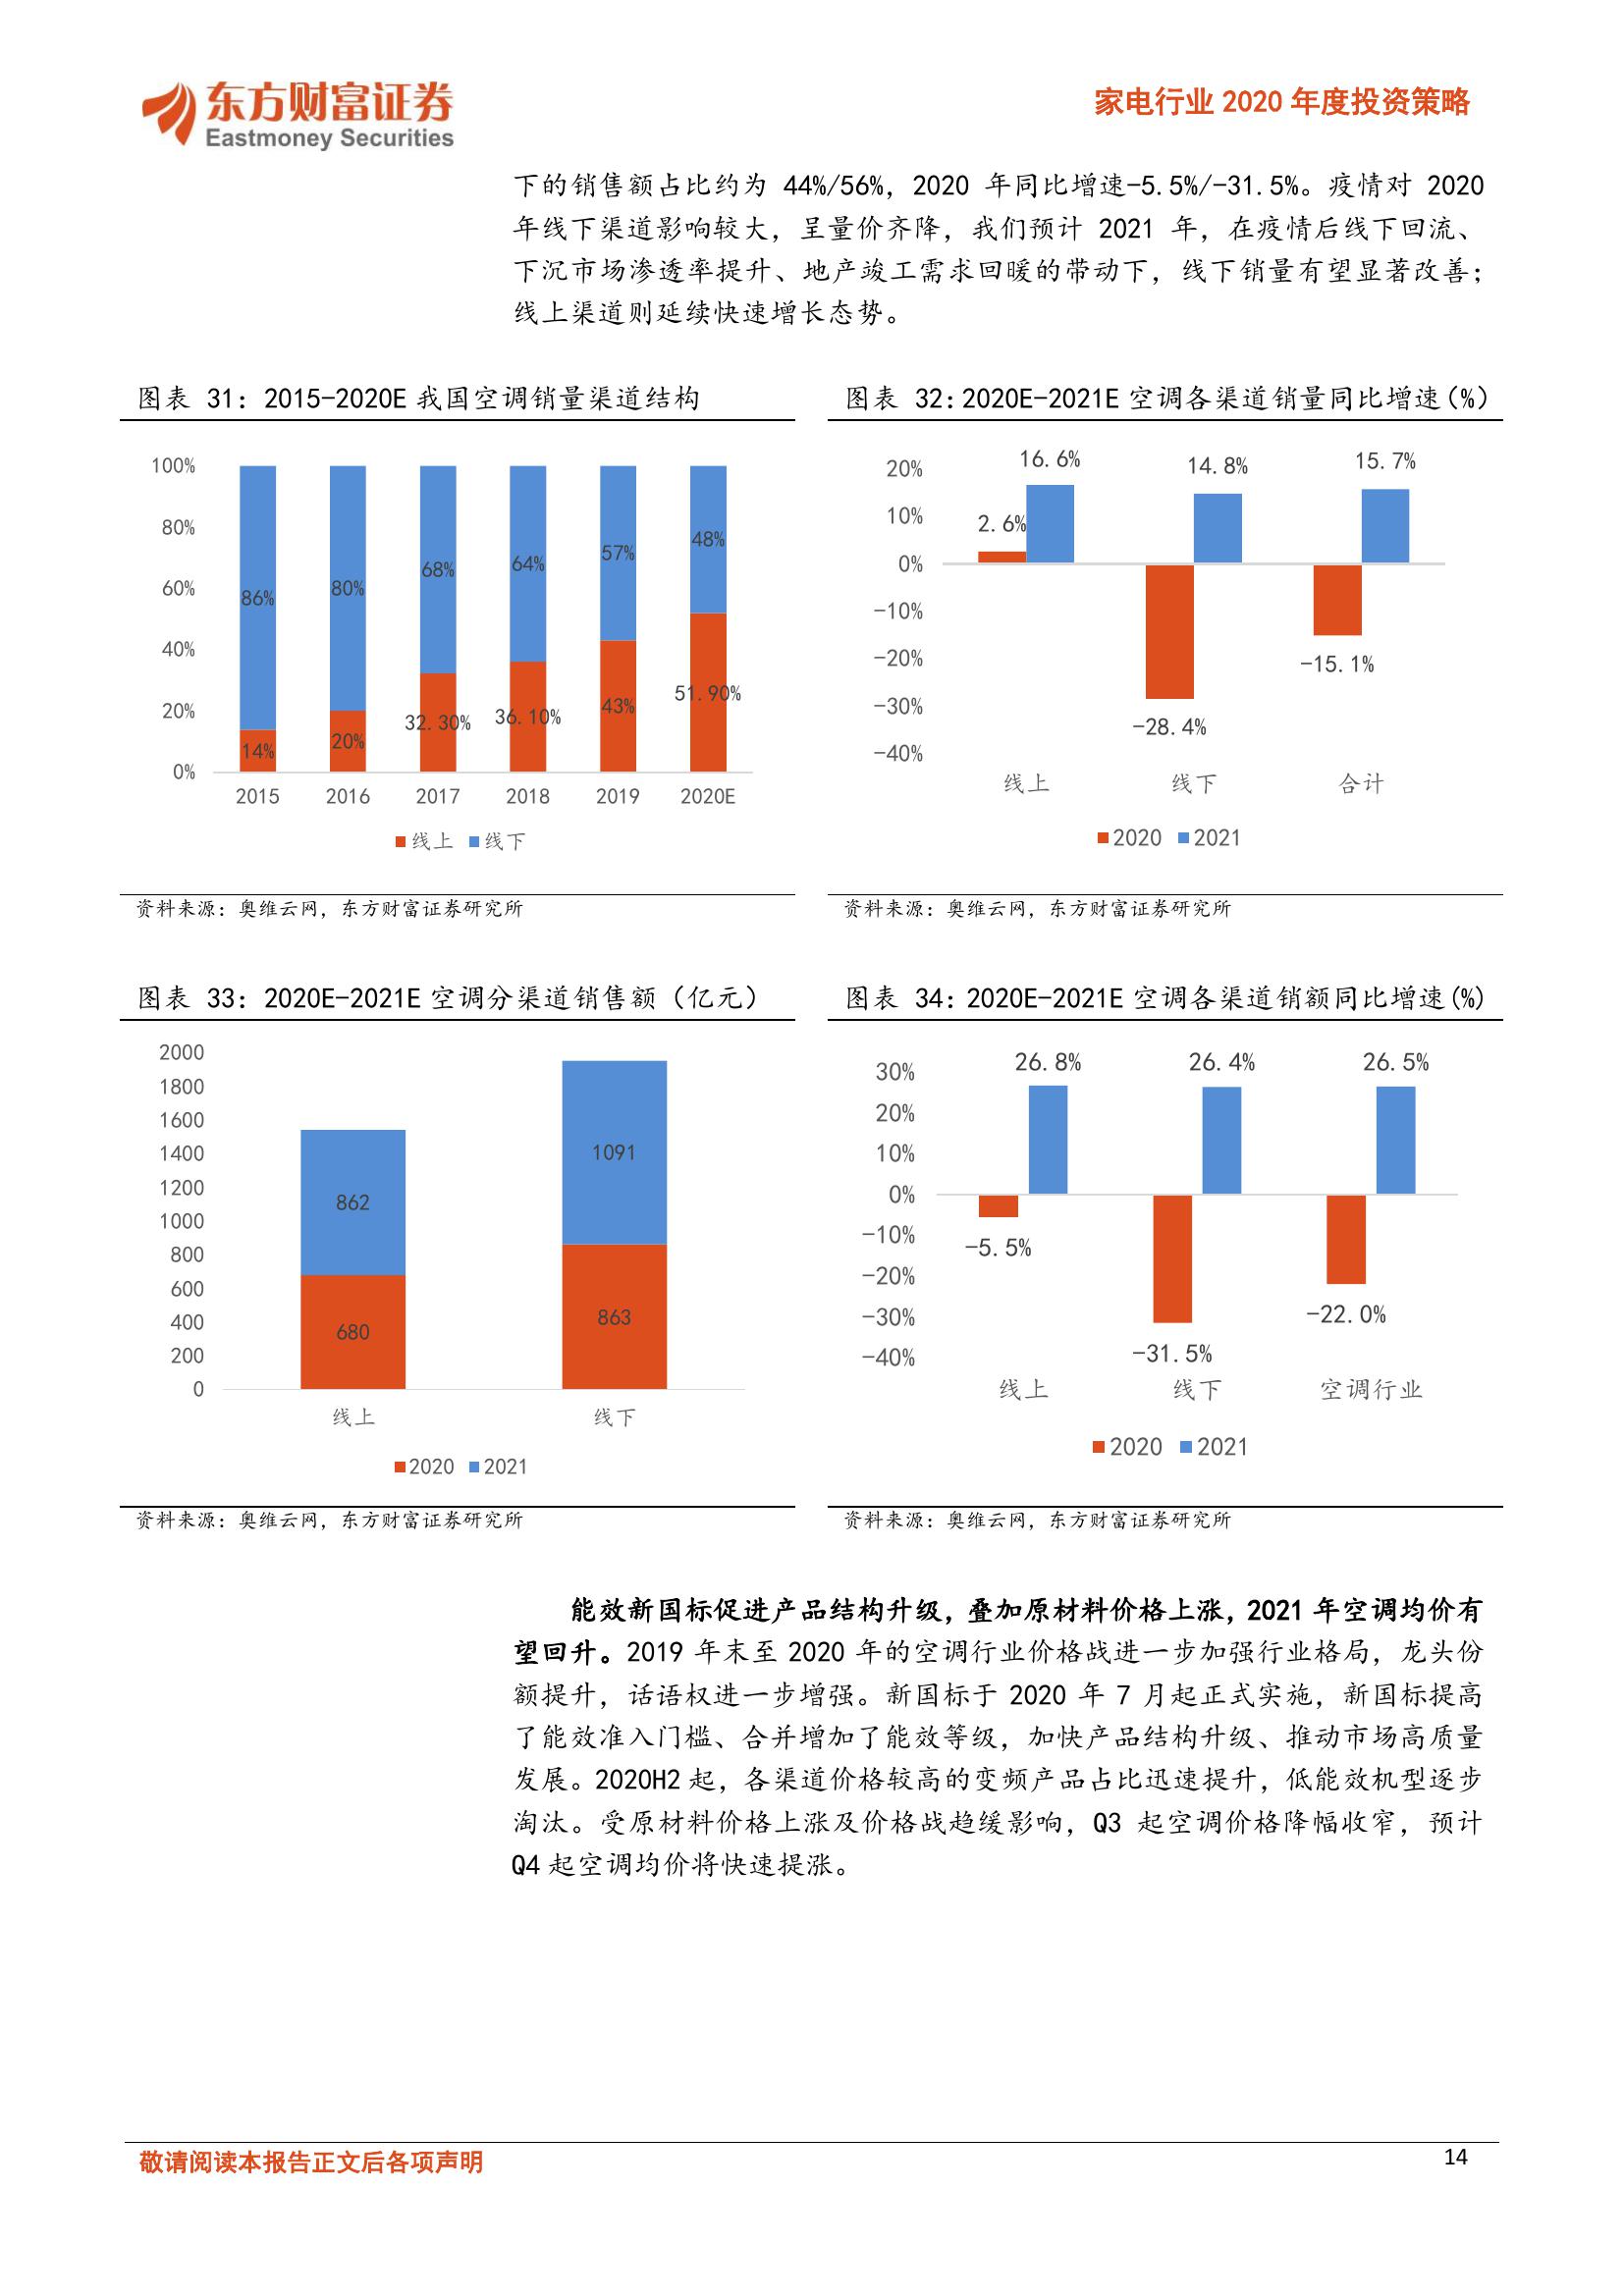 东方财富证券
Eastmoney Securities
家电行业 2020 年度投资策略
下的销售额占比约为 44%/56%，2020 年同比增速-5.5%/-31.5%。疫情对 2020
年线下渠道影响较大，呈量价齐降，我们预计 2021 年，在疫情后线下回流、
下沉市场渗透率提升、地产竣工需求回暖的带动下，线下销量有望显著改善；
线上渠道则延续快速增长态势。
图表 31：2015-2020E 我国空调销量渠道结构
100%
80%
60%
40%
20%
0%
86%
80%
68%
64%
57%
48%
14%
20%
32.30%
36.10%
43%
51.90%
2015 2016 2017 2018 2019 2020E
线上 线下
资料来源：奥维云网，东方财富证券研究所
图表 32：2020E-2021E 空调各渠道销量同比增速(%)
20%
10%
0%
-10%
-20%
-30%
-40%
2.6%
16.6%
-28.4%
14.8%
-15.1%
15.7%
线上 线下 合计
2020 2021
资料来源：奥维云网，东方财富证券研究所
图表 33：2020E-2021E 空调分渠道销售额（亿元）
2000
1800
1600
1400
1200
1000
800
600
400
200
0
862
680
1091
863
线上 线下
2020 2021
资料来源：奥维云网，东方财富证券研究所
图表 34：2020E-2021E 空调各渠道销额同比增速(%)
30%
20%
10%
0%
-10%
-20%
-30%
-40%
-5.5%
26.8%
-31.5%
26.4%
-22.0%
26.5%
线上 线下 空调行业
2020 2021
资料来源：奥维云网，东方财富证券研究所
能效新国标促进产品结构升级，叠加原材料价格上涨，2021 年空调均价有
望回升。2019 年末至 2020 年的空调行业价格战进一步加强行业格局，龙头份
额提升，话语权进一步增强。新国标于 2020 年 7 月起正式实施，新国标提高
了能效准入门槛、合并增加了能效等级，加快产品结构升级、推动市场高质量
发展。2020H2 起，各渠道价格较高的变频产品占比迅速提升，低能效机型逐步
淘汰。受原材料价格上涨及价格战趋缓影响，Q3 起空调价格降幅收窄，预计
Q4 起空调均价将快速提涨。
敬请阅读本报告正文后各项声明
14